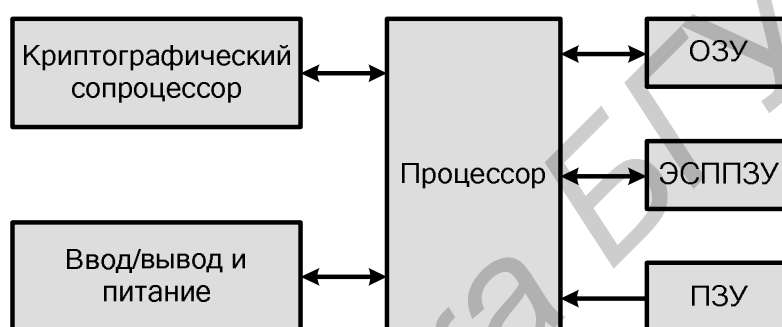 Криптографический
сопроцессор
Ввод/вывод и
питание
Процессор
ОЗУ
ЭСППЗУ
ПЗУ